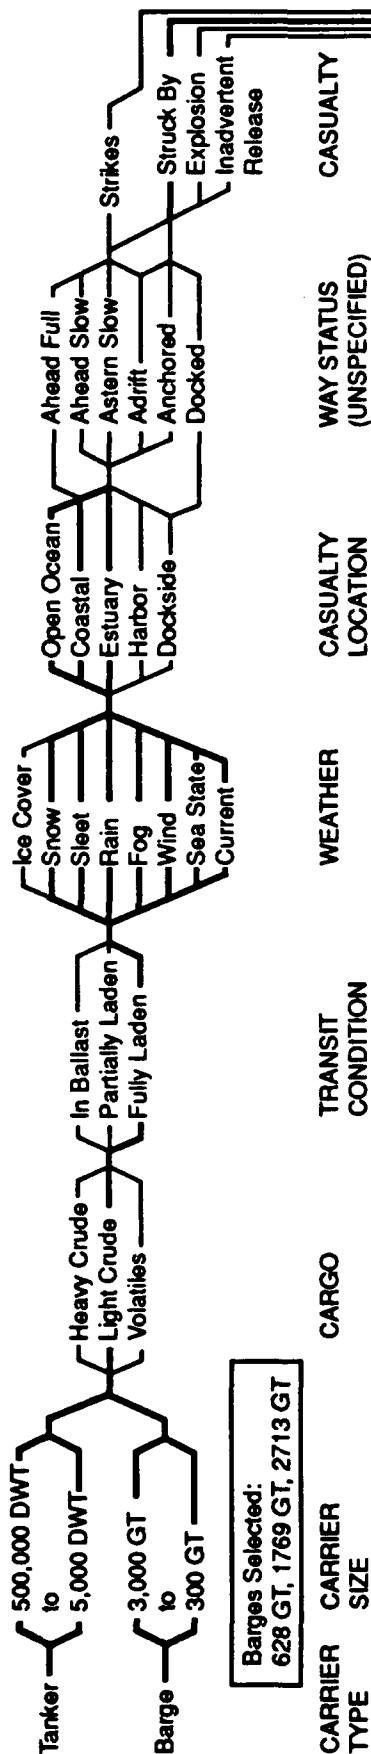 Tanker
500,000 DWT
to
5,000 DWT
Barge
3,000 GT
to
300 GT
Barges Selected:
628 GT, 1769 GT, 2713 GT
Heavy Crude
Light Crude
Volatiles
In Ballast
Partially Laden
Fully Laden
Ice Cover
Snow
Sleet
Rain
Fog
Wind
Sea State
Current
Open Ocean
Coastal
Estuary
Harbor
Dockside
Ahead Full
Ahead Slow
Astern Slow
Adrift
Anchored
Docked
Strikes
Struck By
Explosion
Inadvertent
Release
CARRIER
TYPE
CARRIER
SIZE
CARGO
TRANSIT
CONDITION
WEATHER
CASUALTY
LOCATION
WAY STATUS
(UNSPECIFIED)
CASUALTY